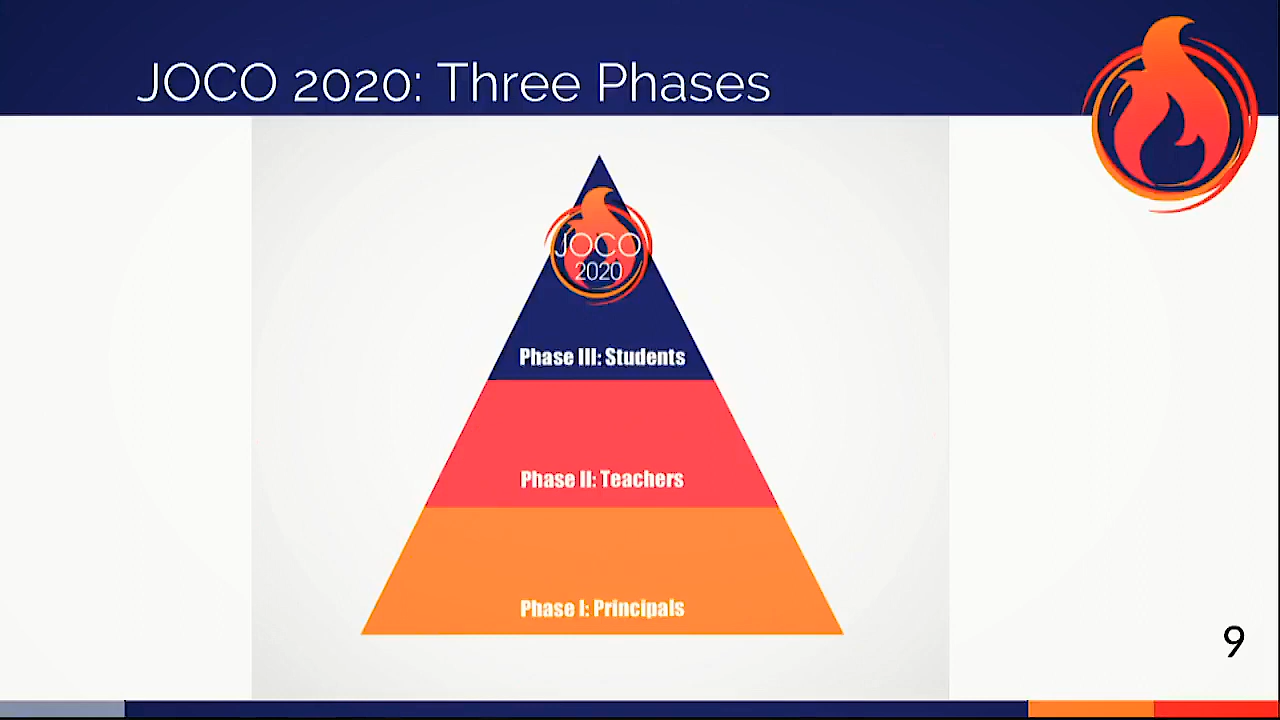 JOCO 2020: Three Phases
JOCO
2020
Phase III: Students
Phase II: Teachers
Phase I: Principals
9